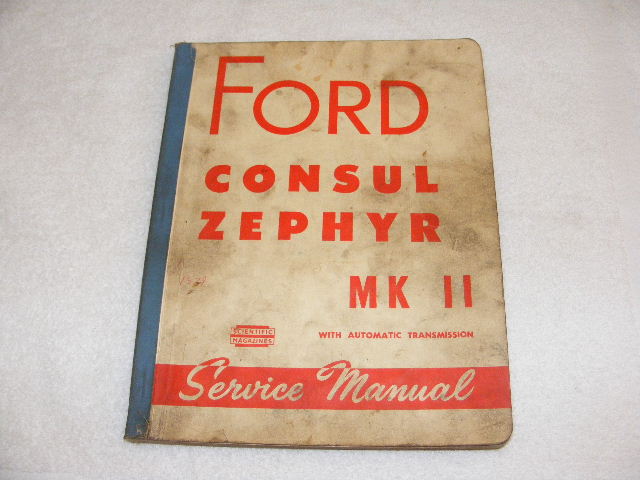 FORD
CONSUL
ZEPHYR
MK II
SCIENTIFIC
MAGAZINES
WITH AUTOMATIC TRANSMISSION
Service Manual